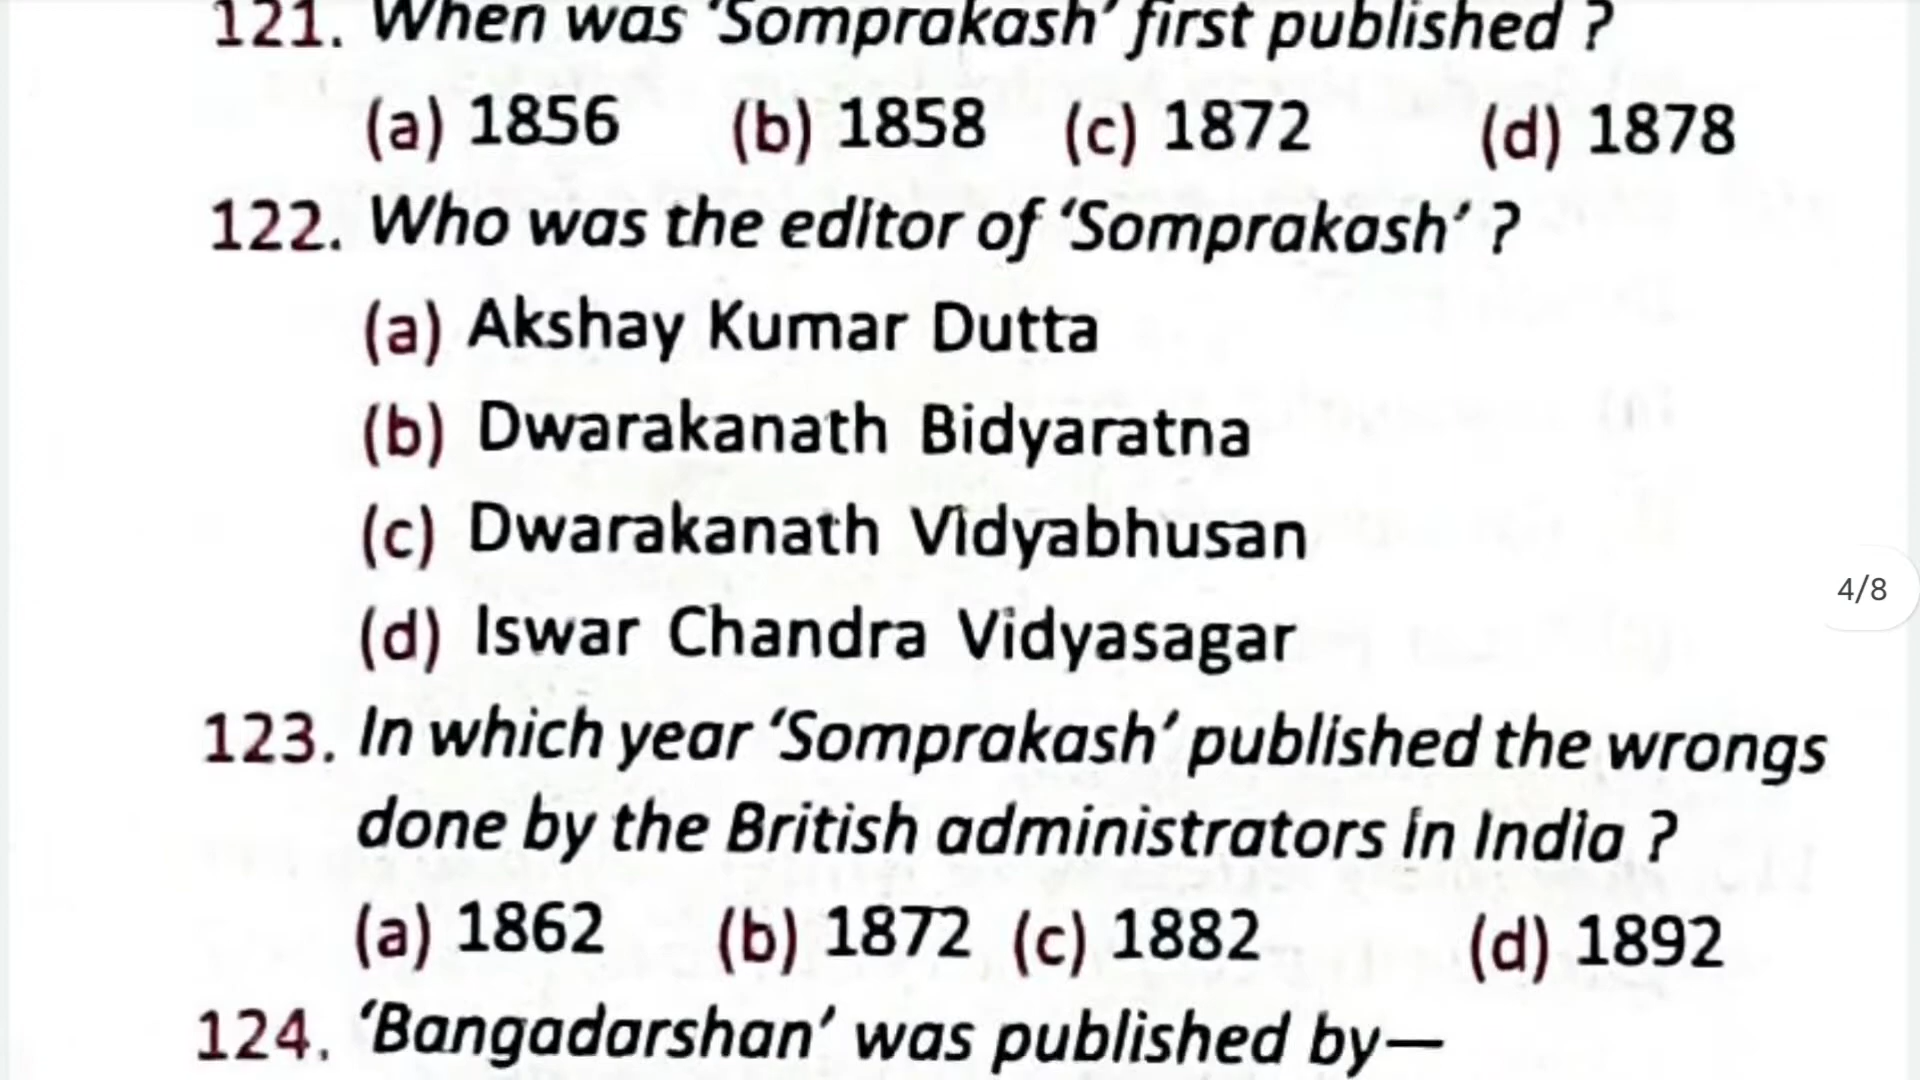 121. When was ‘Somprakash’ first published ?
(a) 1856 (b) 1858 (c) 1872 (d) 1878
122. Who was the editor of ‘Somprakash’ ?
(a) Akshay Kumar Dutta
(b) Dwarakanath Bidyaratna
(c) Dwarakanath Vidyabhusan
(d) Iswar Chandra Vidyasagar
4/8
123. In which year ‘Somprakash’ published the wrongs
done by the British administrators in India ?
(a) 1862 (b) 1872 (c) 1882 (d) 1892
124. ‘Bangadarshan’ was published by—